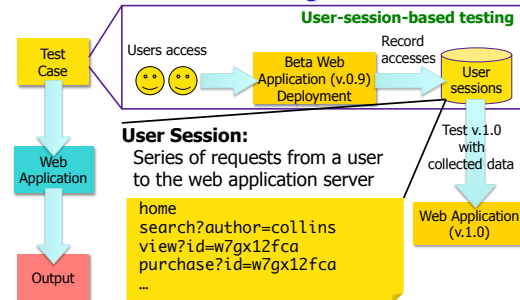 User-session-based testing
Test
Case
Users access
Beta Web
Application (v.0.9)
Deployment
Record
accesses
User
sessions
Test v.1.0
with
collected data
Web Application
(v.1.0)
Web
Application
Output
User Session:
Series of requests from a user
to the web application server
home
search?author=collins
view?id=w7gx12fca
purchase?id=w7gx12fca
…